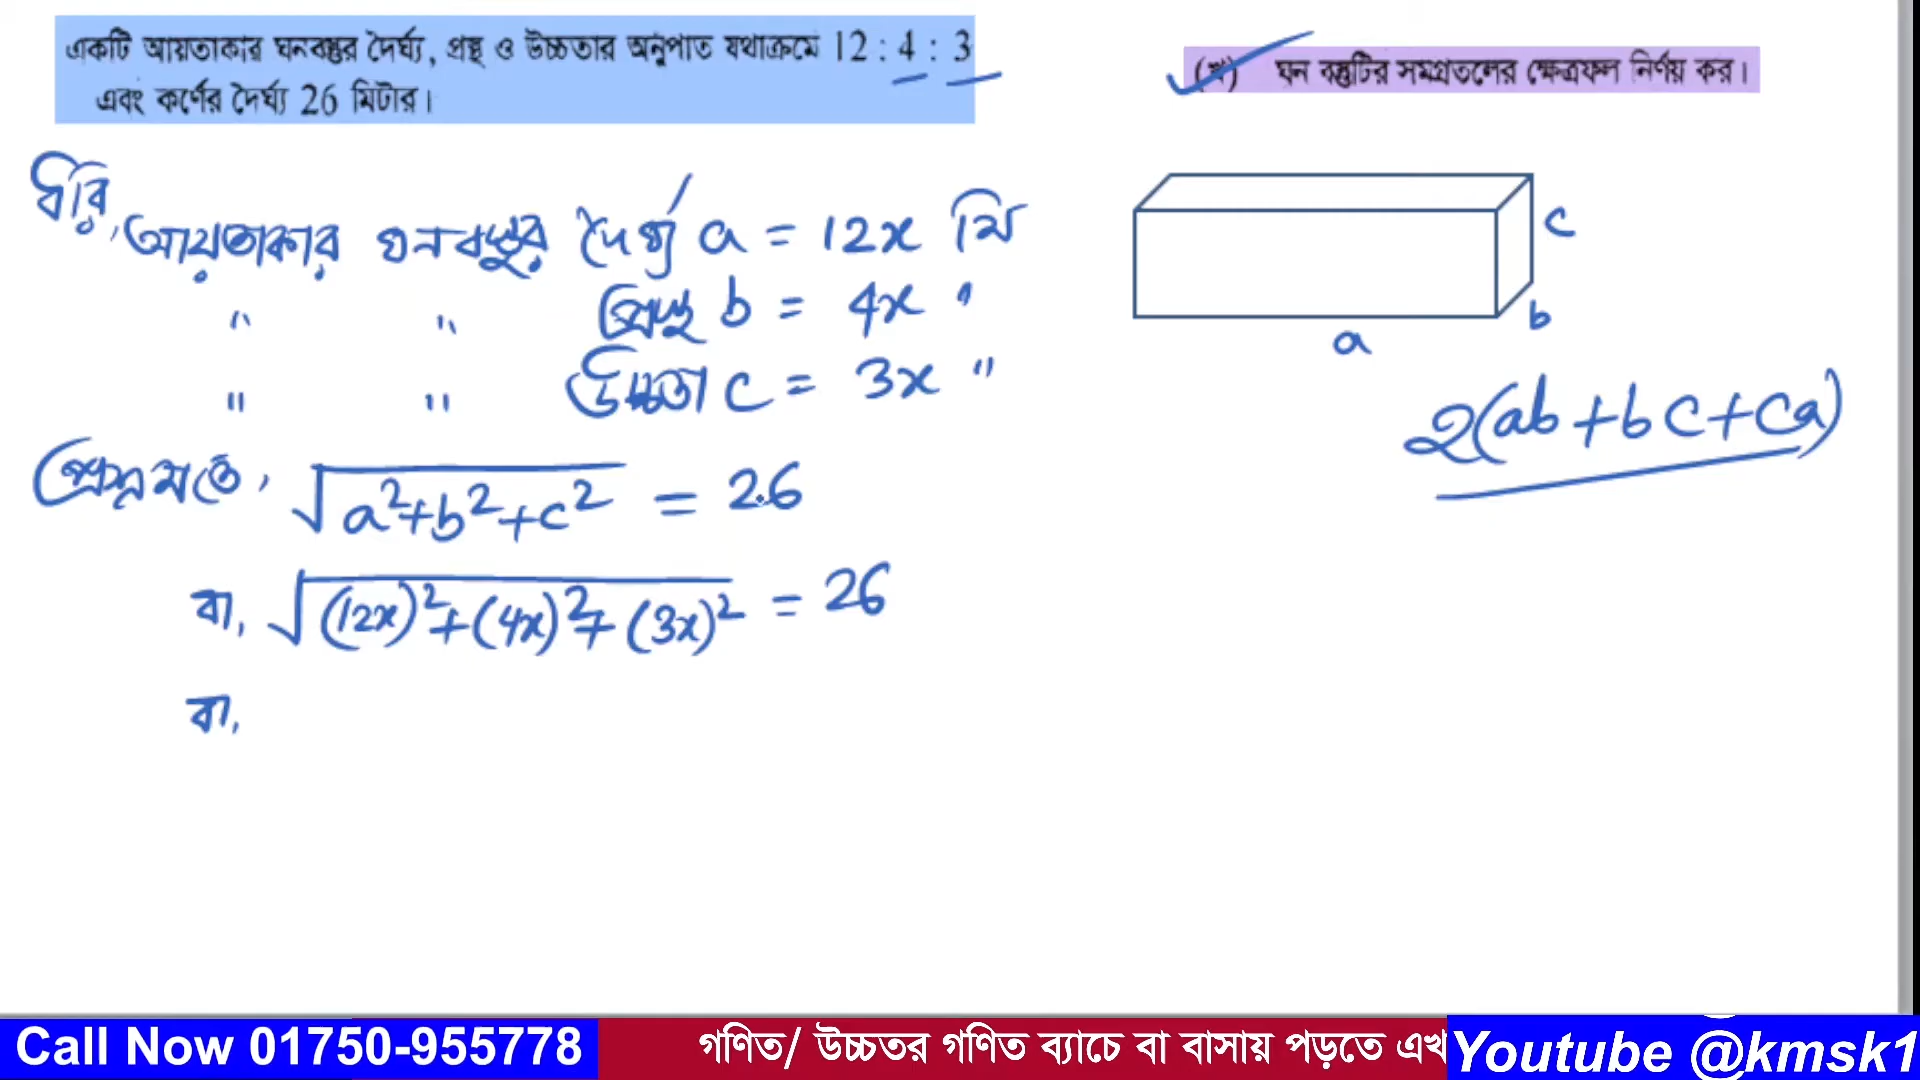 একটি আয়তাকার ঘনবস্তুর দৈর্ঘ্য, প্রস্থ ও উচ্চতার অনুপাত যথাক্রমে 12 : 4 : 3
এবং কর্ণের দৈর্ঘ্য 26 মিটার।
(খ) ঘন বস্তুটির সমগ্রতলের ক্ষেত্রফল নির্ণয় কর।
ধরি, আয়তাকার ঘনবস্তুর দৈর্ঘ্য a = 12x মি
" " প্রস্থ b = 4x "
" " উচ্চতা c = 3x "
প্রশ্নমতে, √a²+b²+c² = 26
বা, √(12x)²+(4x)²+(3x)² = 26
বা,
c
b
a
2(ab+bc+ca)
Call Now 01750-955778
গণিত/ উচ্চতর গণিত ব্যাচে বা বাসায় পড়তে এখ
Youtube @kmsk1